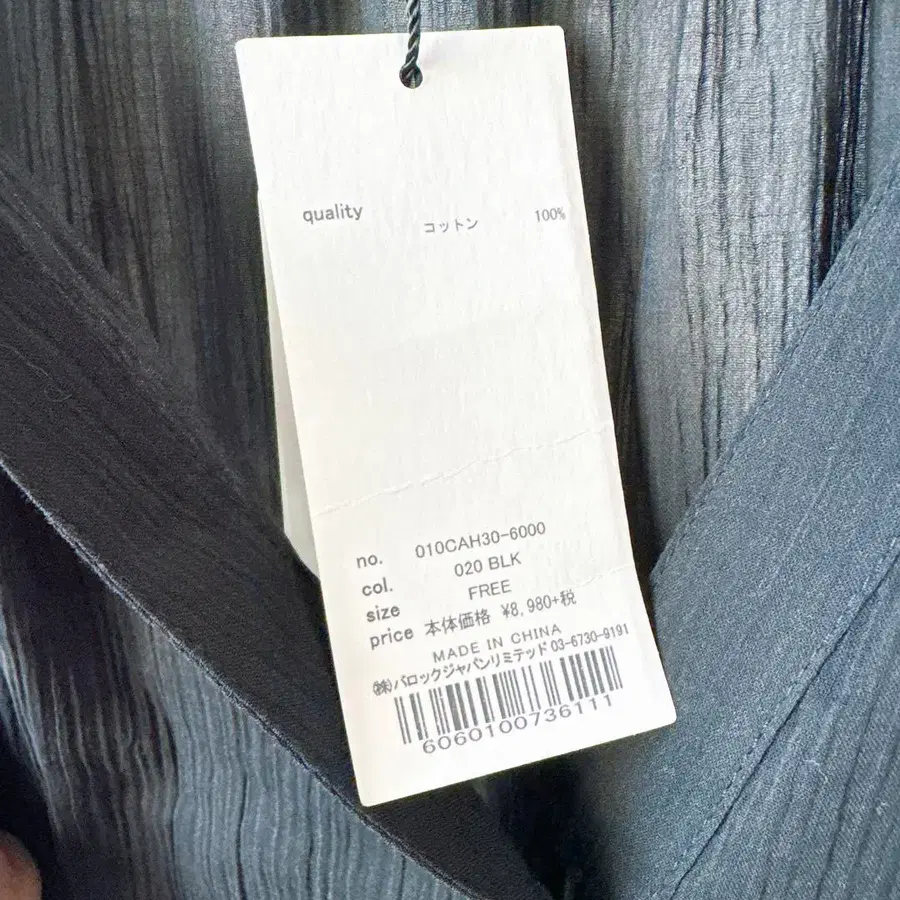 quality コットン 100%
no. 010CAH30-6000
col. 020 BLK
size FREE
price 本体価格 ¥8,980+税
MADE IN CHINA
㈱バロックジャパンリミテッド 03-6730-9191
6060100736111